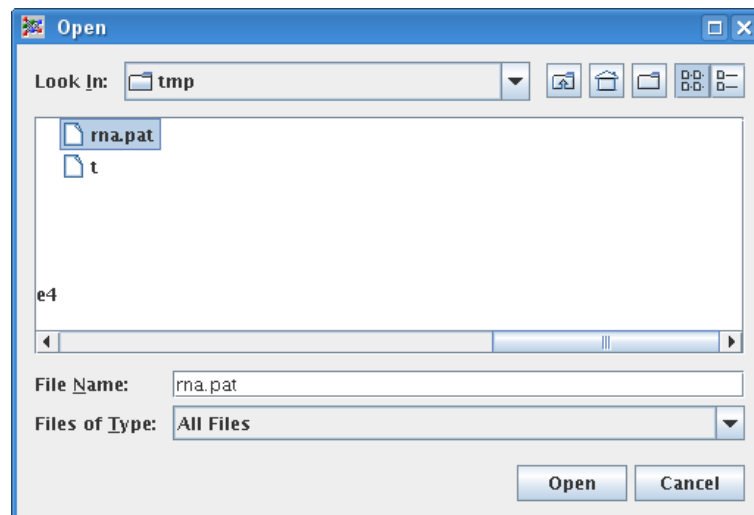 Open
Look In: tmp
rna.pat
t
e4
File Name: rna.pat
Files of Type: All Files
Open Cancel